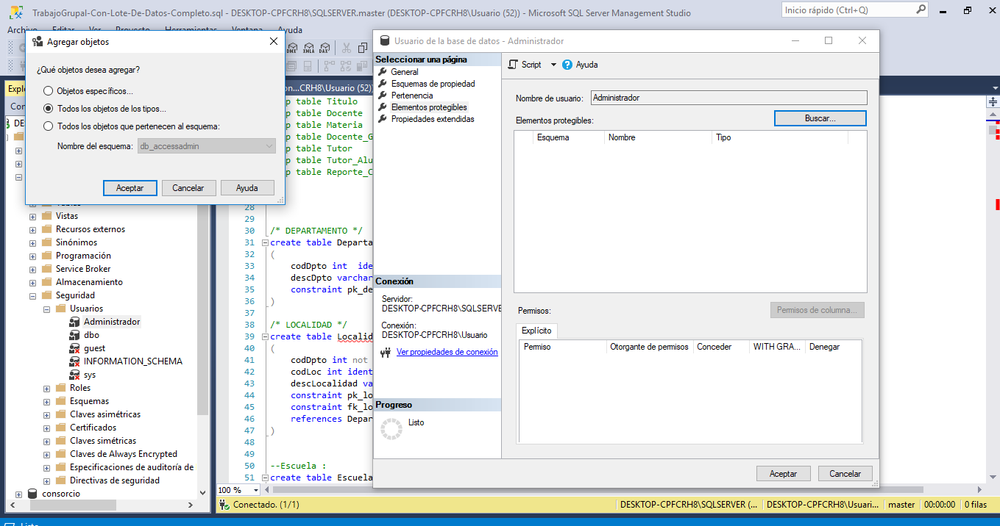 TrabajoGrupal-Con-Lote-De-Datos-Completo.sql - DESKTOP-CPFCRH8\SQLSERVER.master (DESKTOP-CPFCRH8\Usuario (52)) - Microsoft SQL Server Management Studio
Inicio rápido (Ctrl+Q)
Archivo Editar Ver Proyecto Herramientas Ventana Ayuda
Agregar objetos
¿Qué objetos desea agregar?
Objetos específicos...
Todos los objetos de los tipos...
Todos los objetos que pertenecen al esquema:
Nombre del esquema: db_accessadmin
Aceptar Cancelar Ayuda
DMX XMLA DAX
Expl
Con
DE
Tablas
Vistas
Recursos externos
Sinónimos
Programación
Service Broker
Almacenamiento
Seguridad
Usuarios
Administrador
dbo
guest
INFORMATION_SCHEMA
sys
Roles
Esquemas
Claves asimétricas
Certificados
Claves simétricas
Claves de Always Encrypted
Especificaciones de auditoría de
Directivas de seguridad
consorcio
on...CRH8\Usuario (52))
p table Titulo
p table Docente
p table Materia
p table Docente_G
p table Tutor
p table Tutor_Alu
p table Reporte_C
28
29
30 /* DEPARTAMENTO */
31 create table Departa
32 (
33 codDpto int ide
34 descDpto varchar
35 constraint pk_de
36 )
37
38 /* LOCALIDAD */
39 create table Localid
40 (
41 codDpto int not
42 codLoc int ident
43 descLocalidad va
44 constraint pk_lo
45 constraint fk_lo
46 references Depar
47 )
48
49
50 --Escuela :
51 create table Escuela
100 %
Usuario de la base de datos - Administrador
Seleccionar una página
General
Esquemas de propiedad
Pertenencia
Elementos protegibles
Propiedades extendidas
Conexión
Servidor:
DESKTOP-CPFCRH8\SQLSERVE
Conexión:
DESKTOP-CPFCRH8\Usuario
Ver propiedades de conexión
Progreso
Listo
Script Ayuda
Nombre de usuario: Administrador
Elementos protegibles: Buscar...
Esquema Nombre Tipo
Permisos: Permisos de columna...
Explícito
Permiso Otorgante de permisos Conceder WITH GRA... Denegar
Aceptar Cancelar
Conectado. (1/1) DESKTOP-CPFCRH8\SQLSERVER (... DESKTOP-CPFCRH8\Usuari... master 00:00:00 0 filas
Listo